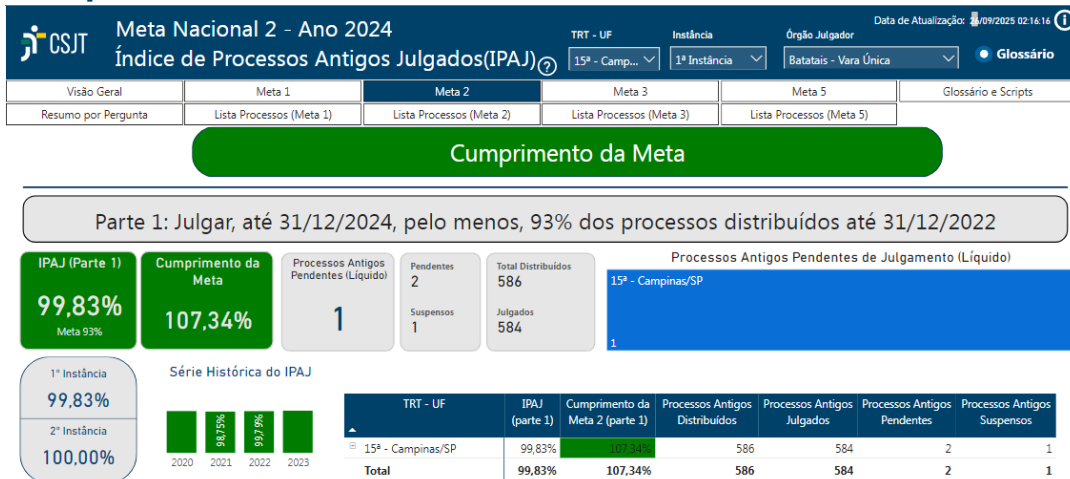 CSJT
Meta Nacional 2 - Ano 2024
Índice de Processos Antigos Julgados(IPAJ)
?
TRT - UF
15ª - Camp...
Instância
1ª Instância
Órgão Julgador
Batatais - Vara Única
Data de Atualização: 26/09/2025 02:16:16
Glossário
Visão Geral
Meta 1
Meta 2
Meta 3
Meta 5
Glossário e Scripts
Resumo por Pergunta
Lista Processos (Meta 1)
Lista Processos (Meta 2)
Lista Processos (Meta 3)
Lista Processos (Meta 5)
Cumprimento da Meta
Parte 1: Julgar, até 31/12/2024, pelo menos, 93% dos processos distribuídos até 31/12/2022
IPAJ (Parte 1)
99,83%
Meta 93%
Cumprimento da
Meta
107,34%
Processos Antigos
Pendentes (Líquido)
1
Pendentes
2
Suspensos
1
Total Distribuídos
586
Julgados
584
Processos Antigos Pendentes de Julgamento (Líquido)
15ª - Campinas/SP
1
1° Instância
99,83%
2° Instância
100,00%
Série Histórica do IPAJ
98,75%
99,79%
2020 2021 2022 2023
TRT - UF IPAJ (parte 1) Cumprimento da Meta 2 (parte 1) Processos Antigos Distribuídos Processos Antigos Julgados Processos Antigos Pendentes Processos Antigos Suspensos
15ª - Campinas/SP 99,83% 107,34% 586 584 2 1
Total 99,83% 107,34% 586 584 2 1